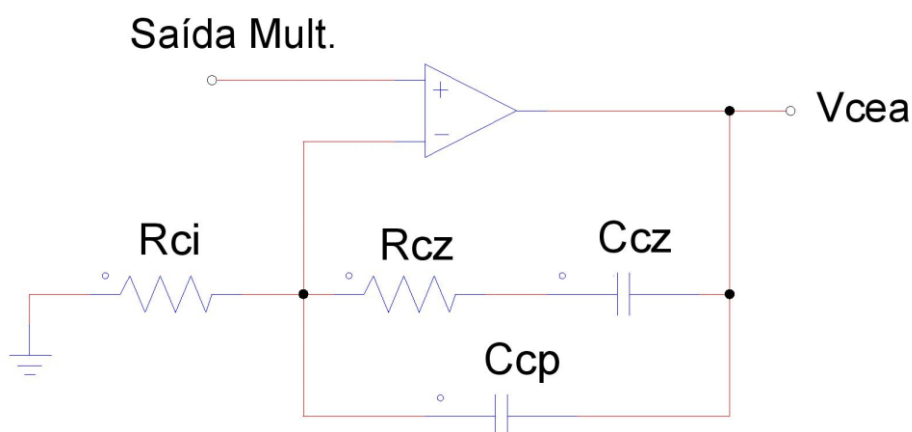 Saída Mult.
+
−
Vcea
Rci
Rcz
Ccz
Ccp